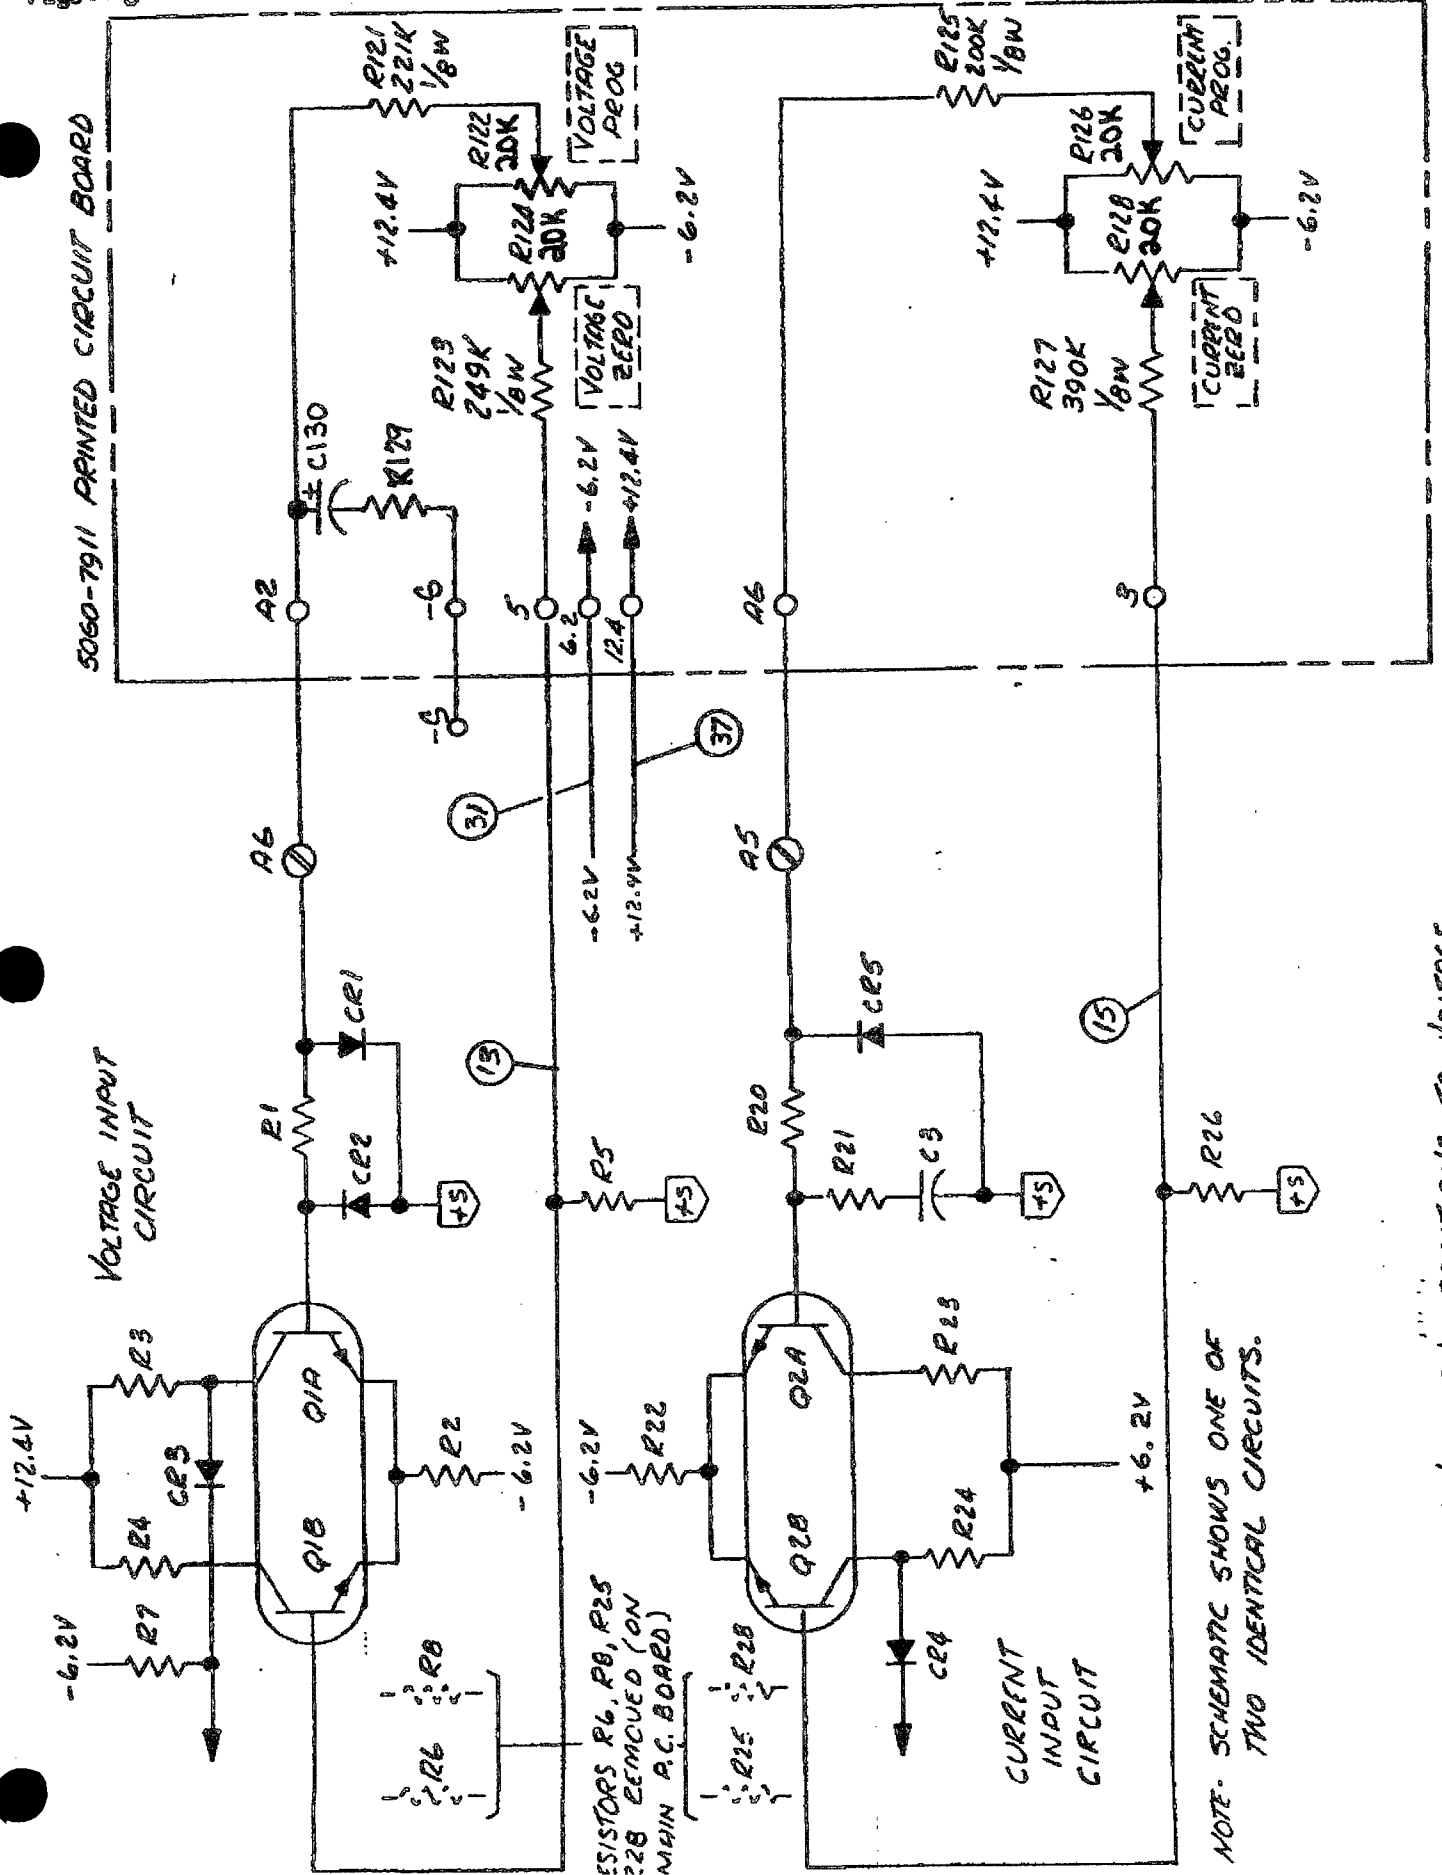 5060-7911 PRINTED CIRCUIT BOARD
VOLTAGE INPUT
CIRCUIT
+12.4V
-6.2V
R7
R4
R3
CR3
Q1B
Q1A
R2
-6.2V
R1
CR2
CR1
+S
A6
A2
C130
+
R129
-S
-S
R121
221K
1/8W
+12.4V
R122
20K
R124
20K
VOLTAGE
PROG
-6.2V
R123
249K
1/8W
VOLTAGE
ZERO
5
6.2
-6.2V
12.4
+12.4V
31
-6.2V
37
+12.4V
13
R5
+S
R6
R8
ESISTORS R6, R8, R25
R28 REMOVED (ON
MAIN P.C. BOARD)
R25
R28
-6.2V
R22
Q2B
Q2A
R24
R23
CR4
+6.2V
CURRENT
INPUT
CIRCUIT
R20
R21
C3
CR5
+S
A5
A6
R125
200K
1/8W
+12.4V
R126
20K
R128
20K
CURRENT
PROG.
-6.2V
R127
390K
1/8W
CURRENT
ZERO
3
15
R26
+S
NOTE- SCHEMATIC SHOWS ONE OF
TWO IDENTICAL CIRCUITS.